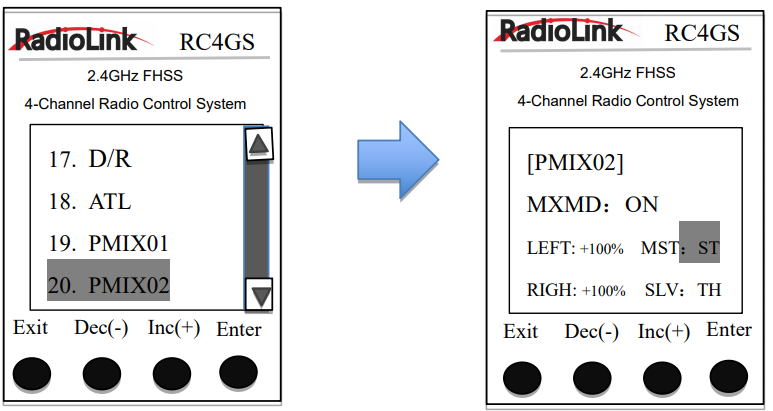 RadioLink RC4GS
2.4GHz FHSS
4-Channel Radio Control System
17. D/R
18. ATL
19. PMIX01
20. PMIX02
Exit Dec(-) Inc(+) Enter
RadioLink RC4GS
2.4GHz FHSS
4-Channel Radio Control System
[PMIX02]
MXMD：ON
LEFT: +100% MST：ST
RIGH: +100% SLV：TH
Exit Dec(-) Inc(+) Enter